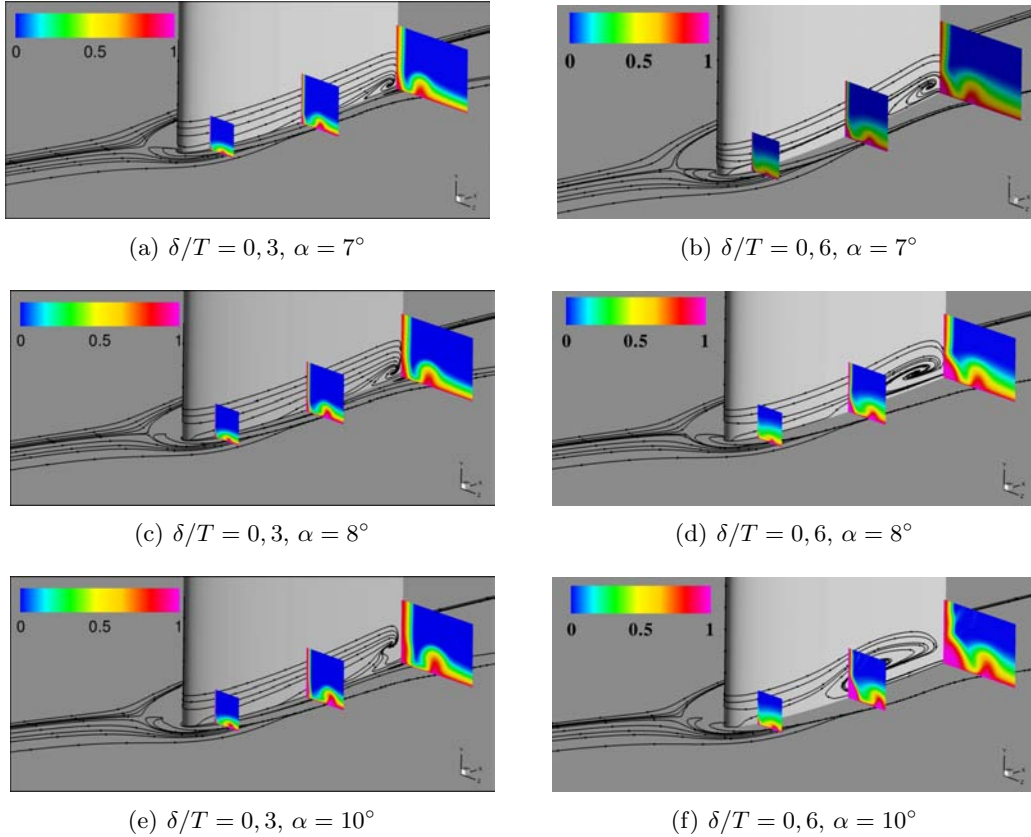 0 0.5 1
0 0.5 1
(a) δ/T = 0, 3, α = 7°
(b) δ/T = 0, 6, α = 7°
0 0.5 1
0 0.5 1
(c) δ/T = 0, 3, α = 8°
(d) δ/T = 0, 6, α = 8°
0 0.5 1
0 0.5 1
(e) δ/T = 0, 3, α = 10°
(f) δ/T = 0, 6, α = 10°